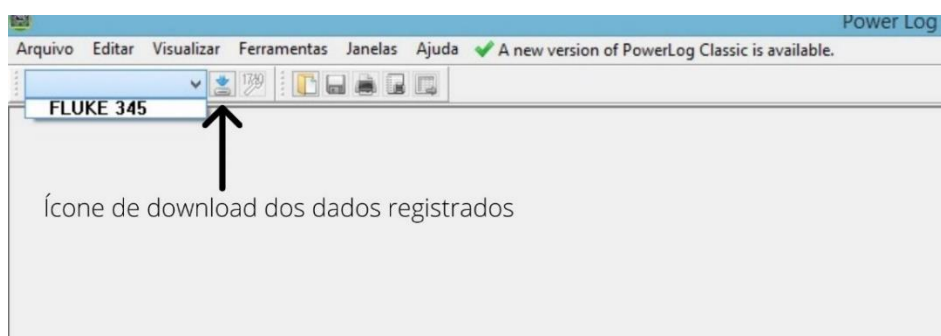 Power Log
Arquivo Editar Visualizar Ferramentas Janelas Ajuda A new version of PowerLog Classic is available.
FLUKE 345
Ícone de download dos dados registrados